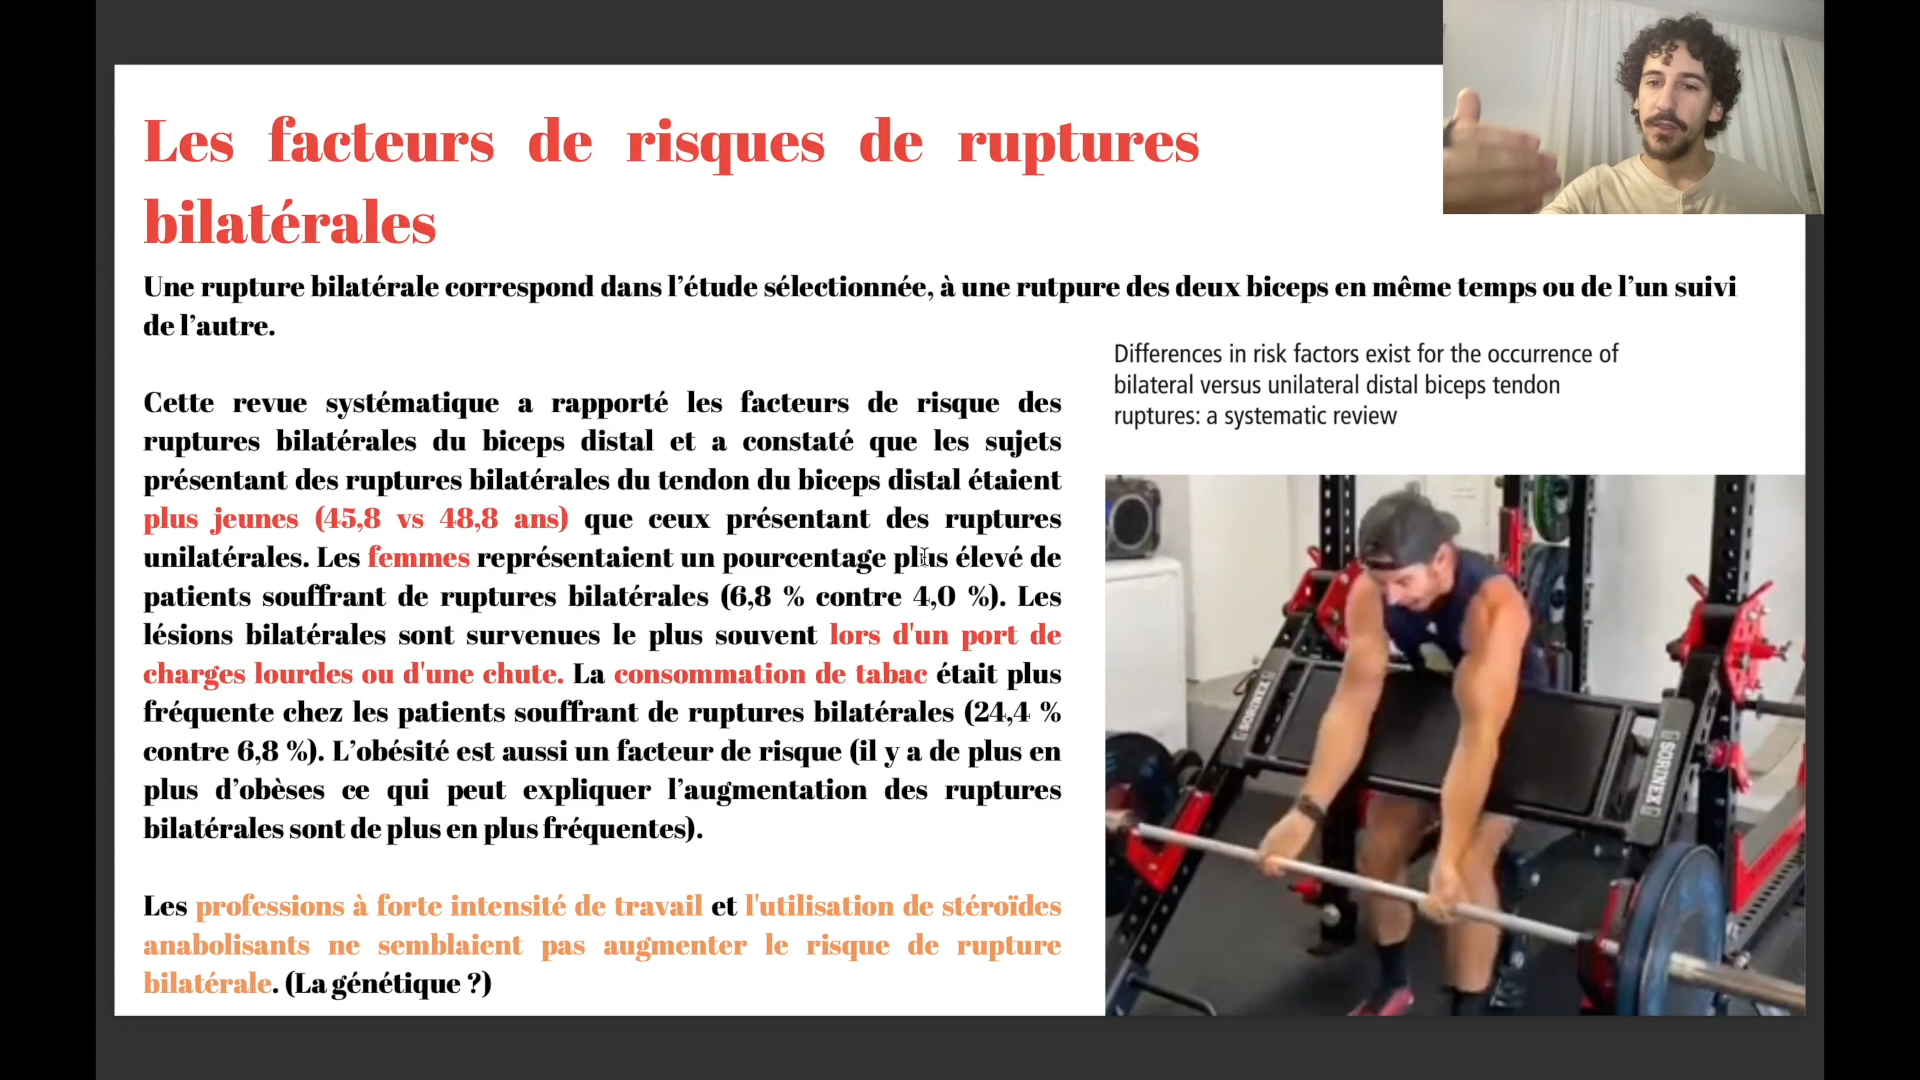 Les facteurs de risques de ruptures
bilatérales
Une rupture bilatérale correspond dans l’étude sélectionnée, à une rutpure des deux biceps en même temps ou de l’un suivi
de l’autre.
Cette revue systématique a rapporté les facteurs de risque des
ruptures bilatérales du biceps distal et a constaté que les sujets
présentant des ruptures bilatérales du tendon du biceps distal étaient
plus jeunes (45,8 vs 48,8 ans) que ceux présentant des ruptures
unilatérales. Les femmes représentaient un pourcentage plus élevé de
patients souffrant de ruptures bilatérales (6,8 % contre 4,0 %). Les
lésions bilatérales sont survenues le plus souvent lors d'un port de
charges lourdes ou d'une chute. La consommation de tabac était plus
fréquente chez les patients souffrant de ruptures bilatérales (24,4 %
contre 6,8 %). L’obésité est aussi un facteur de risque (il y a de plus en
plus d’obèses ce qui peut expliquer l’augmentation des ruptures
bilatérales sont de plus en plus fréquentes).
Les professions à forte intensité de travail et l'utilisation de stéroïdes
anabolisants ne semblaient pas augmenter le risque de rupture
bilatérale. (La génétique ?)
Differences in risk factors exist for the occurrence of
bilateral versus unilateral distal biceps tendon
ruptures: a systematic review
SORINEX
SORINEX